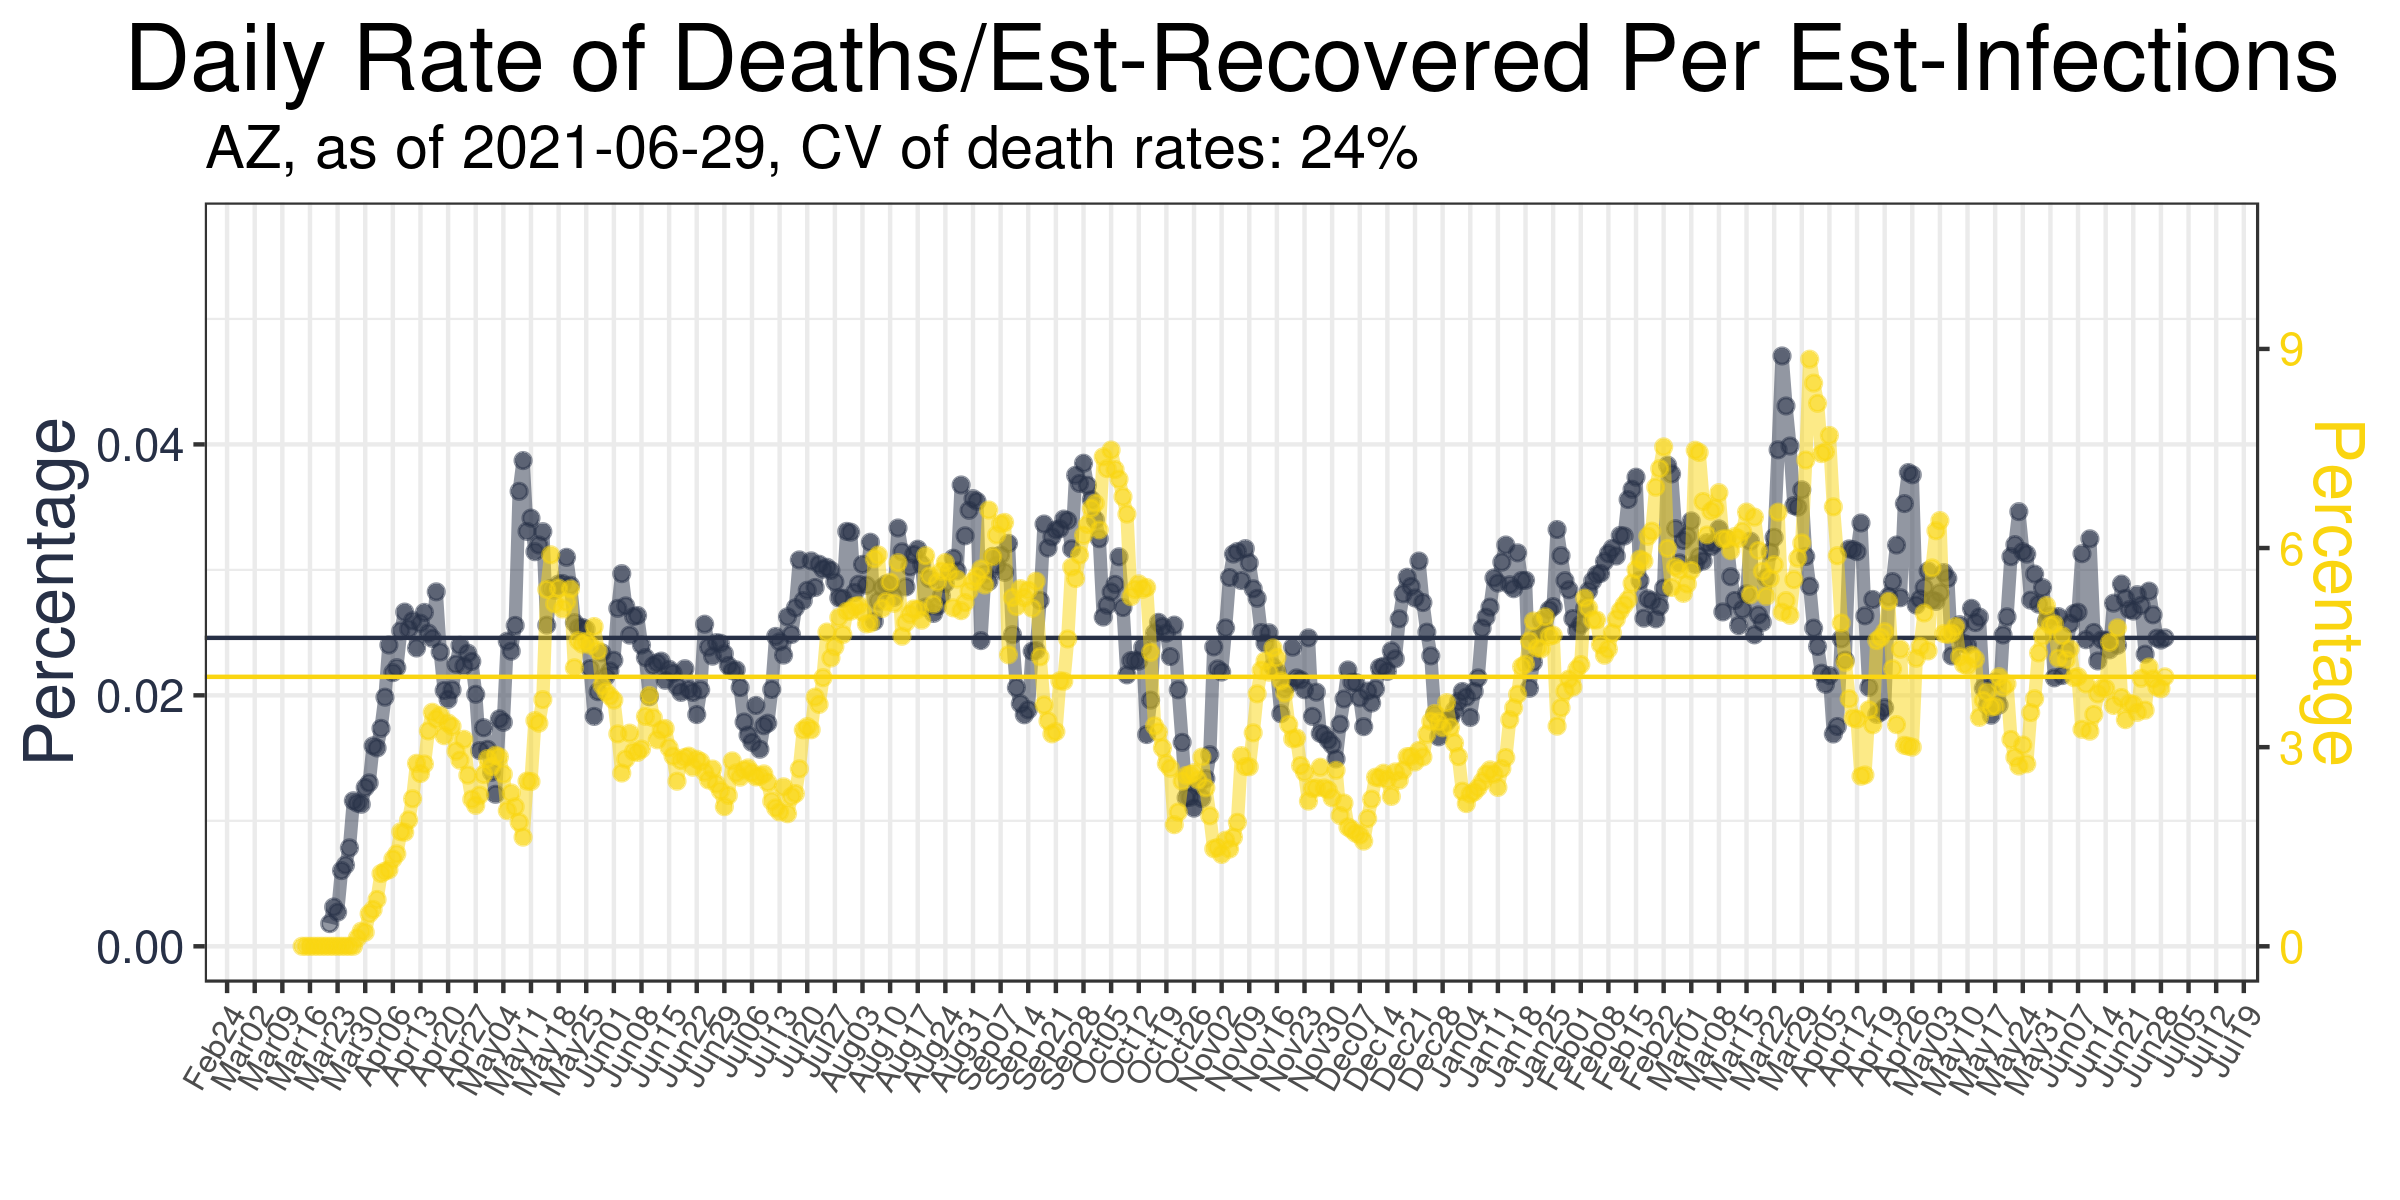 Daily Rate of Deaths/Est-Recovered Per Est-Infections
AZ, as of 2021-06-29, CV of death rates: 24%
Percentage
0.04
0.02
0.00
9
6
3
0
Percentage
Feb24
Mar02
Mar09
Mar16
Mar23
Mar30
Apr06
Apr13
Apr20
Apr27
May04
May11
May18
May25
Jun01
Jun08
Jun15
Jun22
Jun29
Jul06
Jul13
Jul20
Jul27
Aug03
Aug10
Aug17
Aug24
Aug31
Sep07
Sep14
Sep21
Sep28
Oct05
Oct12
Oct19
Oct26
Nov02
Nov09
Nov16
Nov23
Nov30
Dec07
Dec14
Dec21
Dec28
Jan04
Jan11
Jan18
Jan25
Feb01
Feb08
Feb15
Feb22
Mar01
Mar08
Mar15
Mar22
Mar29
Apr05
Apr12
Apr19
Apr26
May03
May10
May17
May24
May31
Jun07
Jun14
Jun21
Jun28
Jul05
Jul12
Jul19